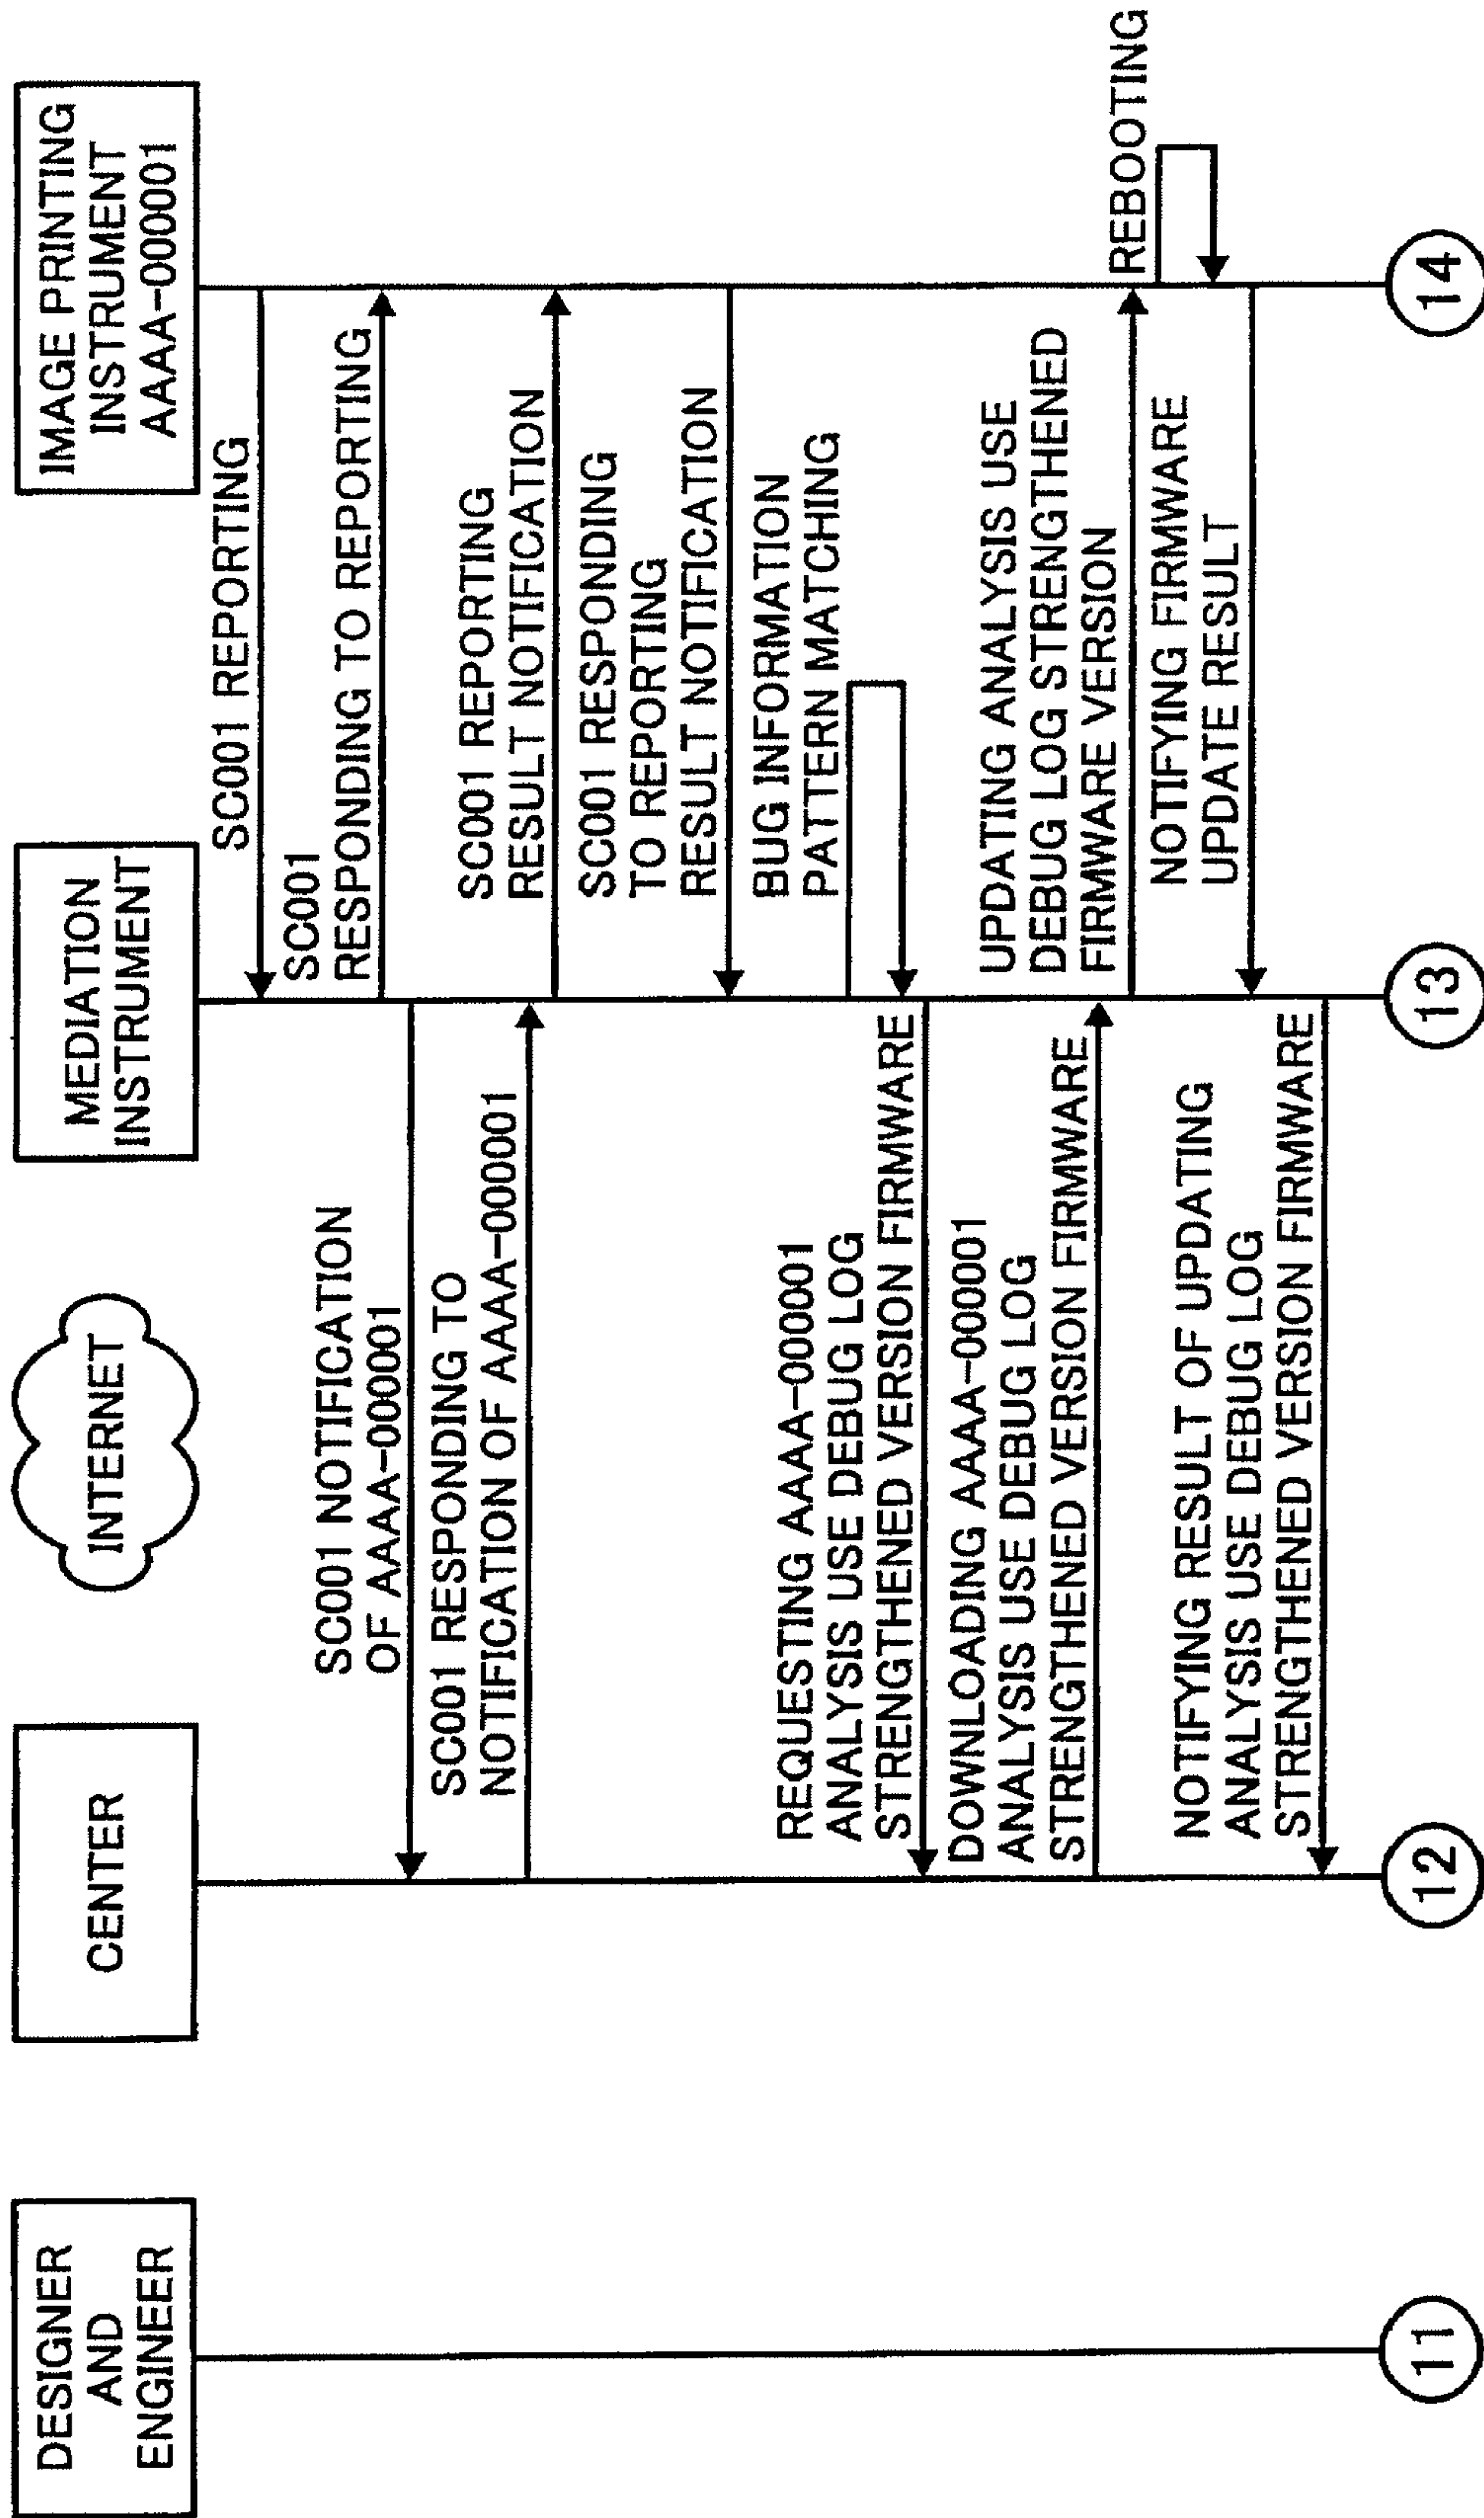 DESIGNER
AND
ENGINEER
CENTER
INTERNET
MEDIATION
INSTRUMENT
IMAGE PRINTING
INSTRUMENT
AAAA-000001
SC001 REPORTING
SC001
RESPONDING TO REPORTING
SC001 NOTIFICATION
OF AAAA-000001
SC001 RESPONDING TO
NOTIFICATION OF AAAA-000001
SC001 REPORTING
RESULT NOTIFICATION
SC001 RESPONDING
TO REPORTING
RESULT NOTIFICATION
BUG INFORMATION
PATTERN MATCHING
REQUESTING AAAA-000001
ANALYSIS USE DEBUG LOG
STRENGTHENED VERSION FIRMWARE
DOWNLOADING AAAA-000001
ANALYSIS USE DEBUG LOG
STRENGTHENED VERSION FIRMWARE
UPDATING ANALYSIS USE
DEBUG LOG STRENGTHENED
FIRMWARE VERSION
REBOOTING
NOTIFYING FIRMWARE
UPDATE RESULT
NOTIFYING RESULT OF UPDATING
ANALYSIS USE DEBUG LOG
STRENGTHENED VERSION FIRMWARE
11
12
13
14